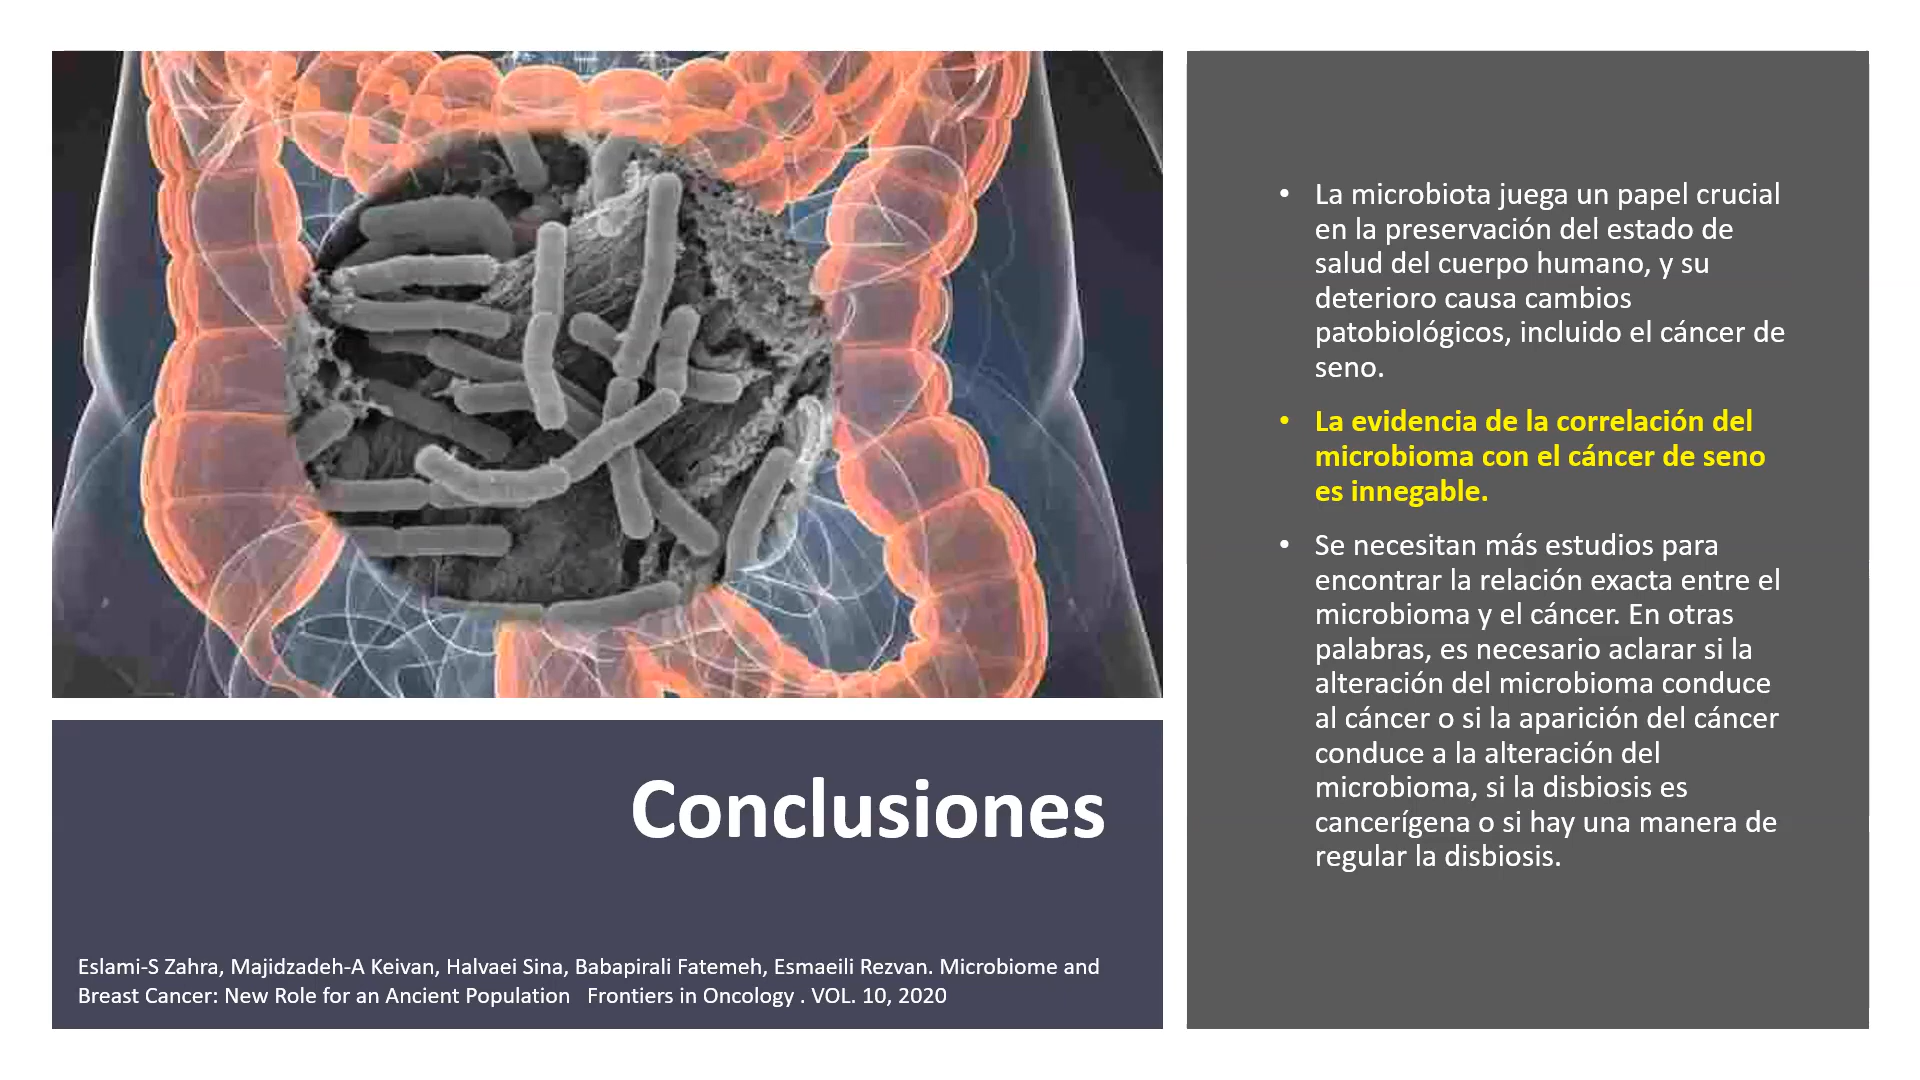 • La microbiota juega un papel crucial
en la preservación del estado de
salud del cuerpo humano, y su
deterioro causa cambios
patobiológicos, incluido el cáncer de
seno.
• La evidencia de la correlación del
microbioma con el cáncer de seno
es innegable.
• Se necesitan más estudios para
encontrar la relación exacta entre el
microbioma y el cáncer. En otras
palabras, es necesario aclarar si la
alteración del microbioma conduce
al cáncer o si la aparición del cáncer
conduce a la alteración del
microbioma, si la disbiosis es
cancerígena o si hay una manera de
regular la disbiosis.
Conclusiones
Eslami-S Zahra, Majidzadeh-A Keivan, Halvaei Sina, Babapirali Fatemeh, Esmaeili Rezvan. Microbiome and
Breast Cancer: New Role for an Ancient Population Frontiers in Oncology . VOL. 10, 2020